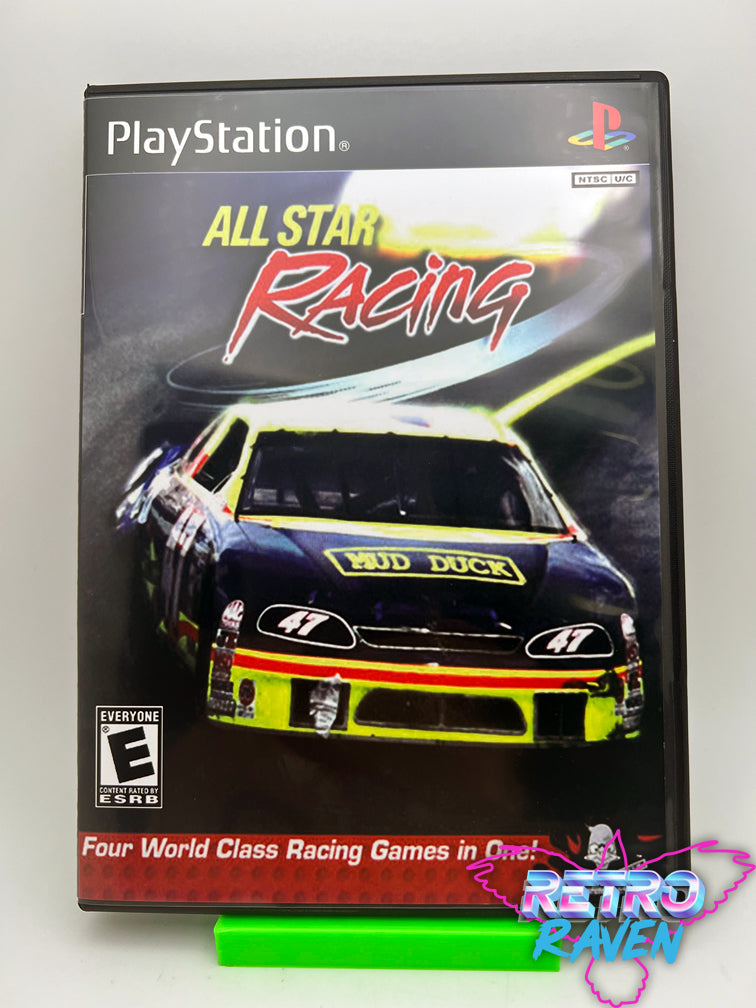 PlayStation®
NTSC U/C
ALL STAR
RACING
MUD DUCK
47
47
EVERYONE
E
®
CONTENT RATED BY
ESRB
Four World Class Racing Games in One!
RETRO
RAVEN